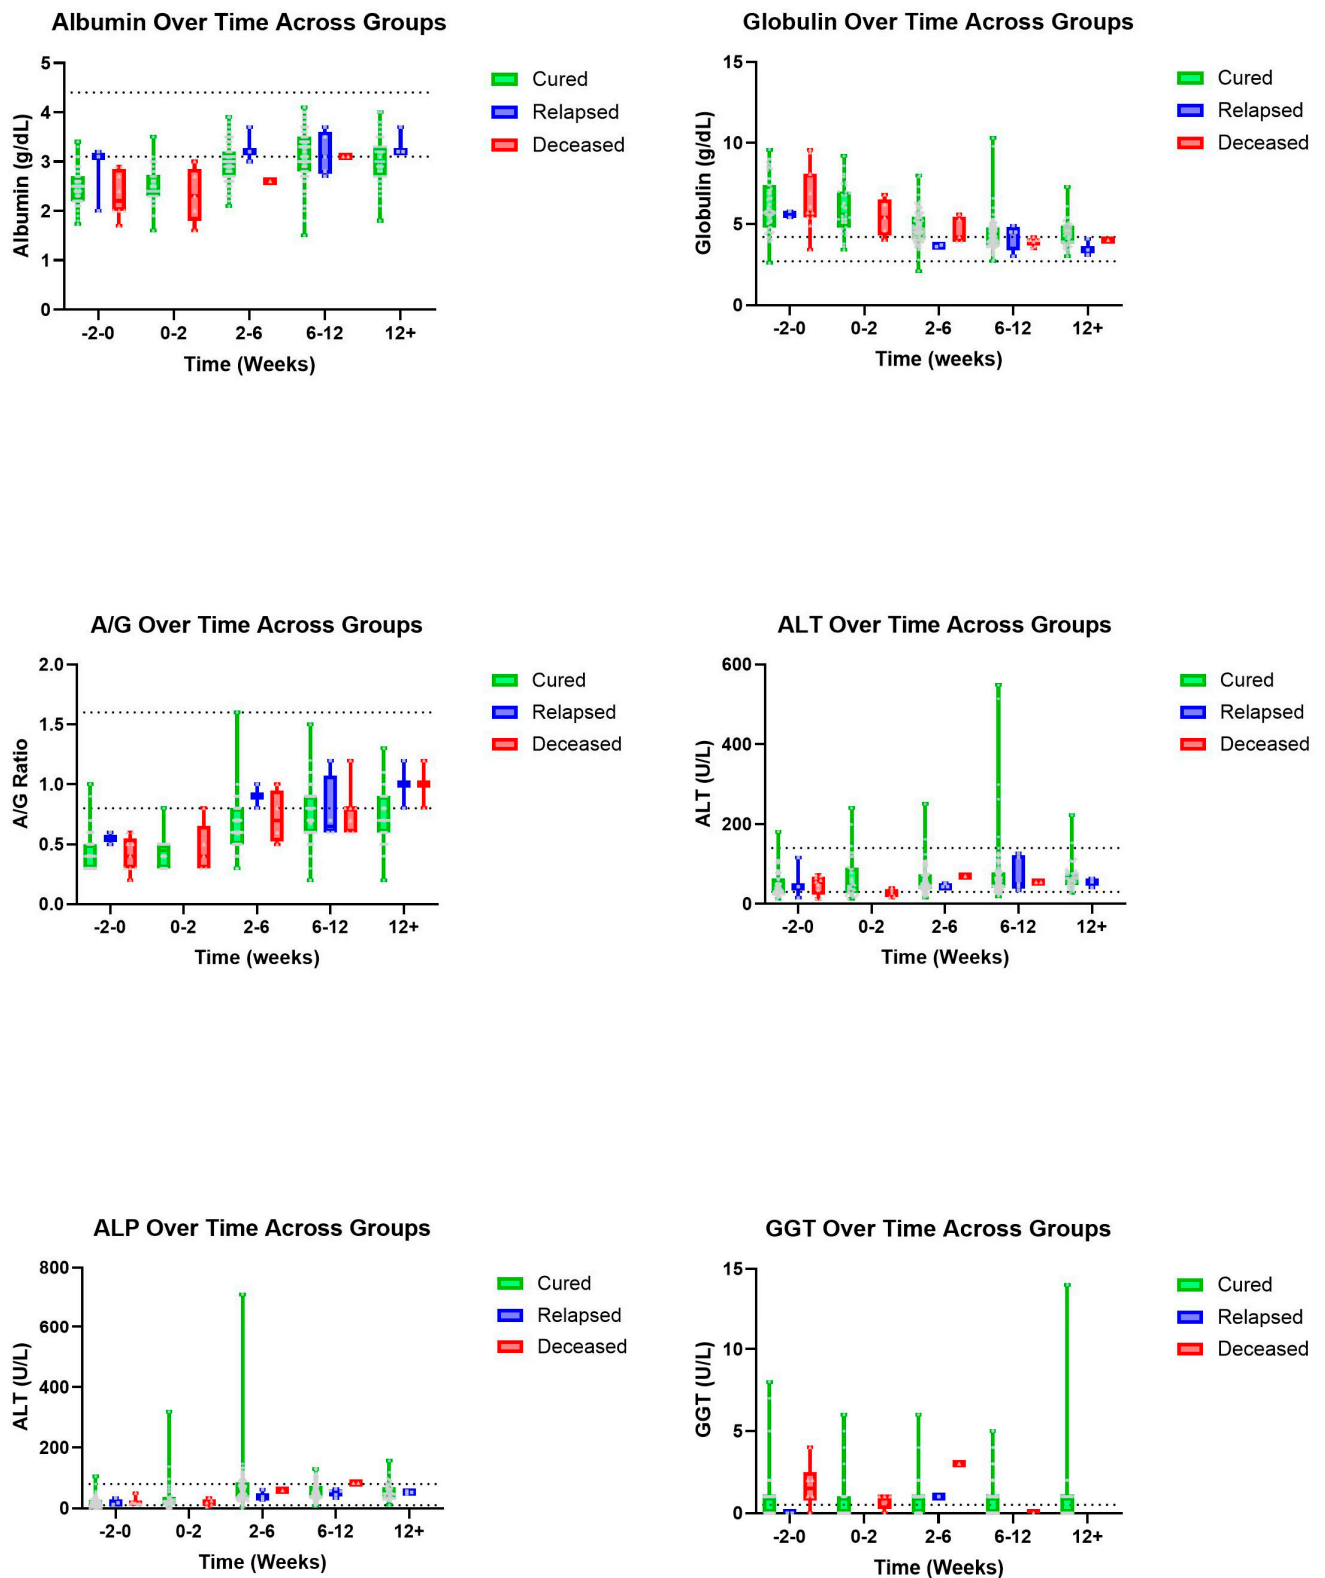 Albumin Over Time Across Groups
5
4
3
2
1
0
Albumin (g/dL)
-2-0 0-2 2-6 6-12 12+
Time (Weeks)
Cured
Relapsed
Deceased
Globulin Over Time Across Groups
15
10
5
0
Globulin (g/dL)
-2-0 0-2 2-6 6-12 12+
Time (weeks)
Cured
Relapsed
Deceased
A/G Over Time Across Groups
2.0
1.5
1.0
0.5
0.0
A/G Ratio
-2-0 0-2 2-6 6-12 12+
Time (weeks)
Cured
Relapsed
Deceased
ALT Over Time Across Groups
600
400
200
0
ALT (U/L)
-2-0 0-2 2-6 6-12 12+
Time (Weeks)
Cured
Relapsed
Deceased
ALP Over Time Across Groups
800
600
400
200
0
ALT (U/L)
-2-0 0-2 2-6 6-12 12+
Time (Weeks)
Cured
Relapsed
Deceased
GGT Over Time Across Groups
15
10
5
0
GGT (U/L)
-2-0 0-2 2-6 6-12 12+
Time (Weeks)
Cured
Relapsed
Deceased